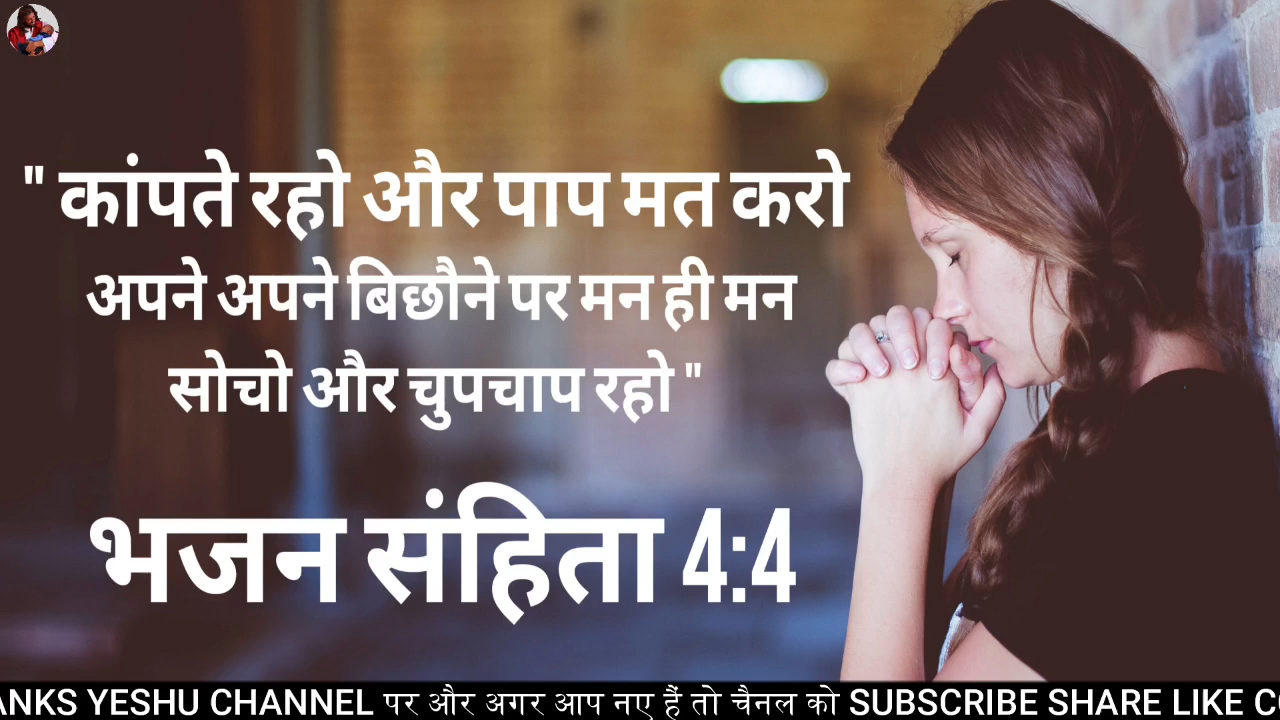 " कांपते रहो और पाप मत करो
अपने अपने बिछौने पर मन ही मन
सोचो और चुपचाप रहो "
भजन संहिता 4:4
YESHU CHANNEL पर और अगर आप नए हैं तो चैनल को SUBSCRIBE SHARE LIKE